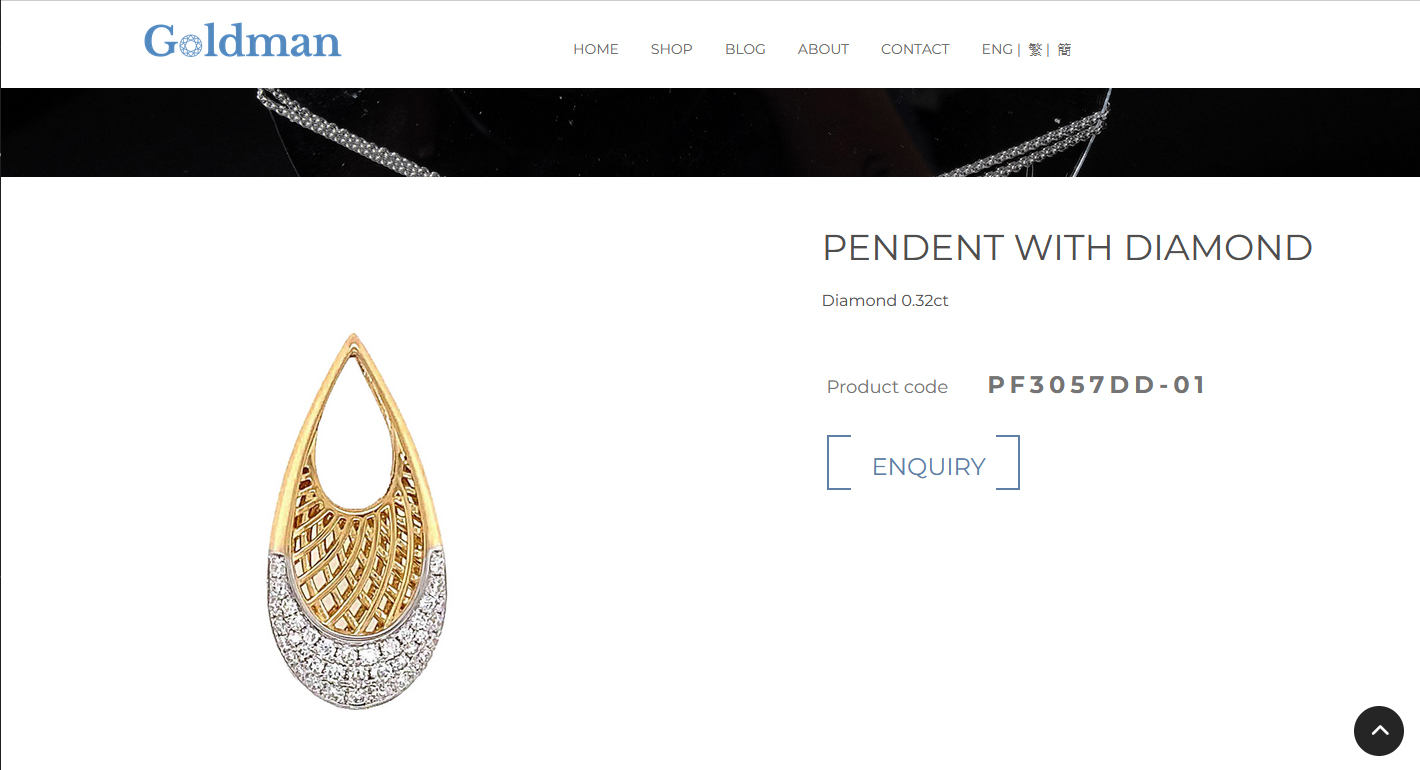 Goldman
HOME SHOP BLOG ABOUT CONTACT ENG | 繁 | 簡
PENDENT WITH DIAMOND
Diamond 0.32ct
Product code PF3057DD-01
ENQUIRY